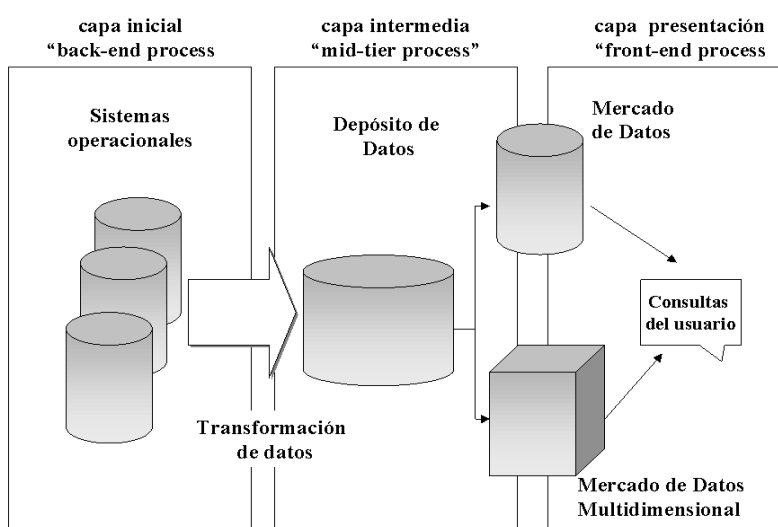 capa inicial
“back-end process
capa intermedia
“mid-tier process”
capa presentación
“front-end process
Sistemas
operacionales
Depósito de
Datos
Mercado
de Datos
Consultas
del usuario
Transformación
de datos
Mercado de Datos
Multidimensional